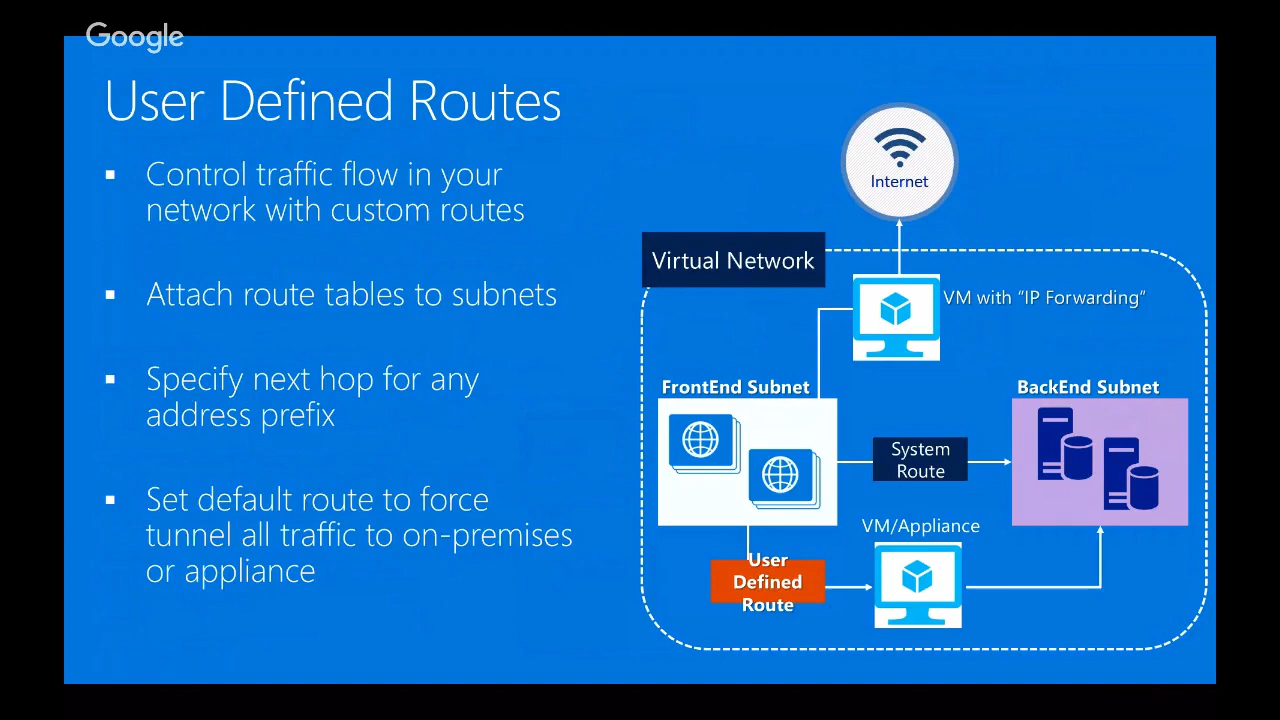 Google
User Defined Routes
▪ Control traffic flow in your
network with custom routes
▪ Attach route tables to subnets
▪ Specify next hop for any
address prefix
▪ Set default route to force
tunnel all traffic to on-premises
or appliance
Internet
Virtual Network
VM with “IP Forwarding”
FrontEnd Subnet
BackEnd Subnet
System
Route
VM/Appliance
User
Defined
Route